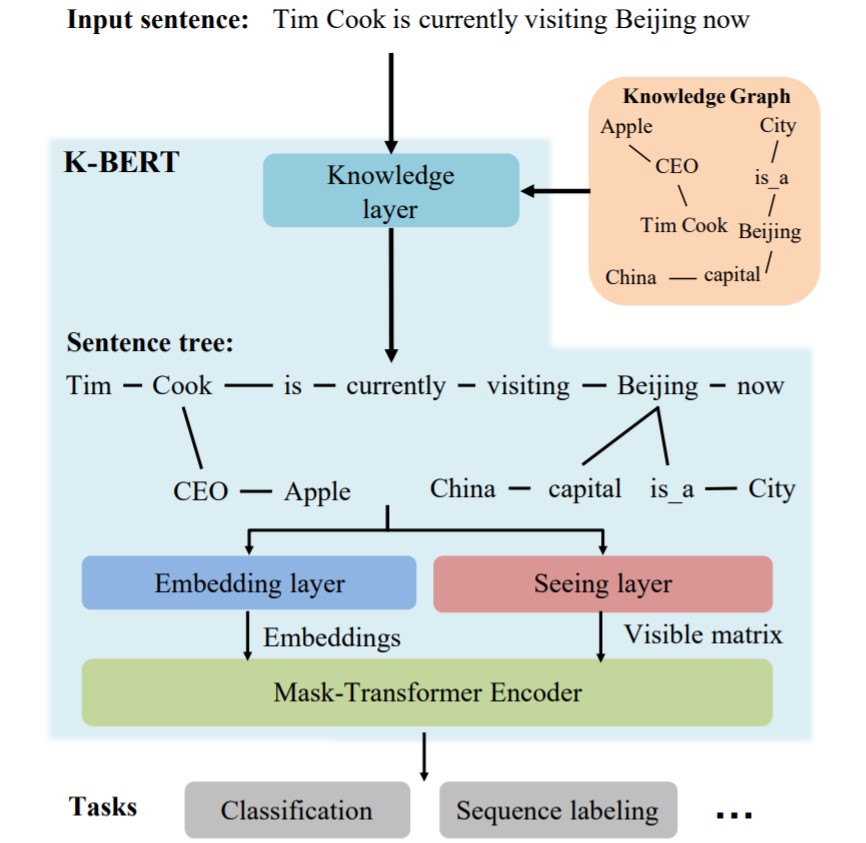 Input sentence: Tim Cook is currently visiting Beijing now
Knowledge Graph
Apple City
CEO is_a
Tim Cook Beijing
China capital
K-BERT
Knowledge
layer
Sentence tree:
Tim Cook is currently visiting Beijing now
CEO Apple China capital is_a City
Embedding layer Seeing layer
Embeddings Visible matrix
Mask-Transformer Encoder
Tasks Classification Sequence labeling ...